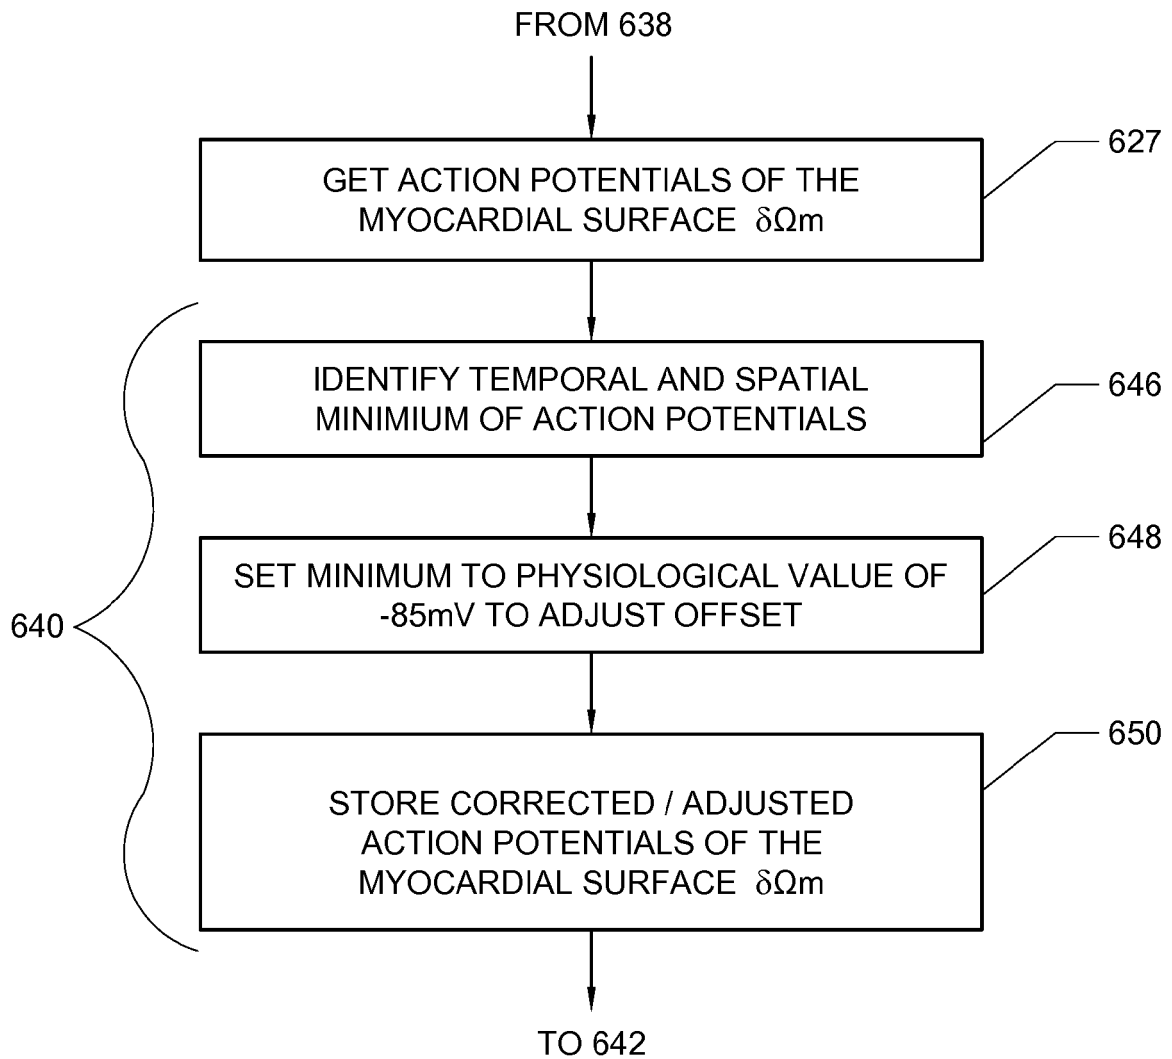 FROM 638
627
GET ACTION POTENTIALS OF THE
MYOCARDIAL SURFACE δΩm
646
IDENTIFY TEMPORAL AND SPATIAL
MINIMIUM OF ACTION POTENTIALS
648
SET MINIMUM TO PHYSIOLOGICAL VALUE OF
-85mV TO ADJUST OFFSET
640
650
STORE CORRECTED / ADJUSTED
ACTION POTENTIALS OF THE
MYOCARDIAL SURFACE δΩm
TO 642